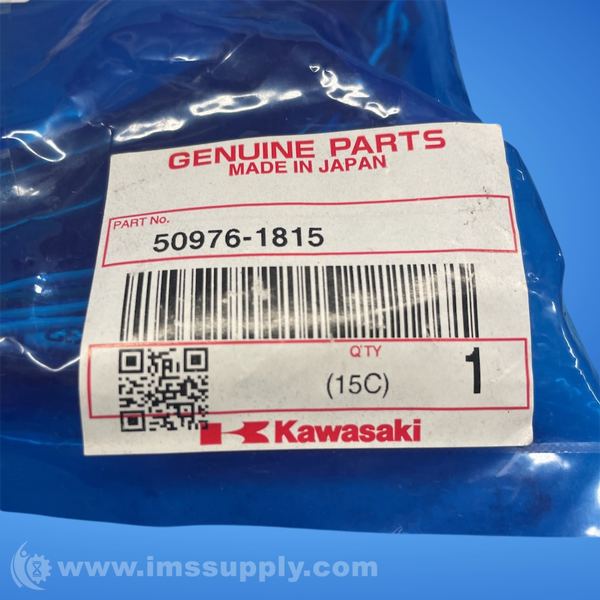 GENUINE PARTS
MADE IN JAPAN
PART No.
50976-1815
Q'TY
(15C) 1
Kawasaki
www.imssupply.com